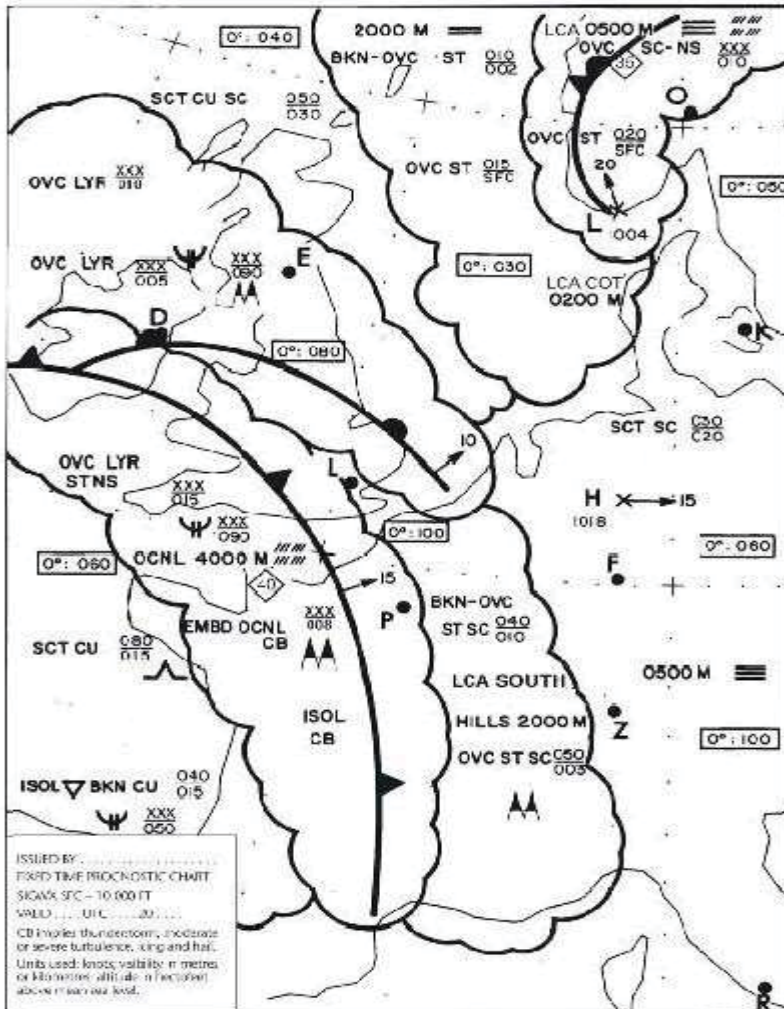 0°: 040
2000 M
BKN-OVC ST 010
002
LCA 0500 M
OVC SC-NS XXX
010
35
SCT CU SC 050
030
O
OVC ST 020
SFC
OVC LYR XXX
010
OVC ST 015
SFC
20
0°: 050
L
004
OVC LYR XXX
005
XXX
080
E
0°: 030
LCA COT
0200 M
D
K
0°: 080
SCT SC C30
C20
10
OVC LYR
ST NS
L
XXX
015
H
15
1018
XXX
090
0°: 100
0°: 060
OCNL 4000 M
0°: 060
F
40
15
XXX
008
EMBD OCNL
CB
P
BKN-OVC
ST SC 040
010
SCT CU 080
015
0500 M
LCA SOUTH
ISOL
CB
HILLS 2000 M
Z
0°: 100
OVC ST SC C50
003
ISOL BKN CU 040
015
XXX
050
ISSUED BY
FIXED TIME PROGNOSTIC CHART
SIGWX SFC – 10 000 FT
VALID ..... UTC ..... 20 .....
CB implies thunderstorm, moderate
or severe turbulence, icing and hail.
Units used: knots; visibility in metres
or kilometres; altitude in hectofeet
above mean sea level.
R